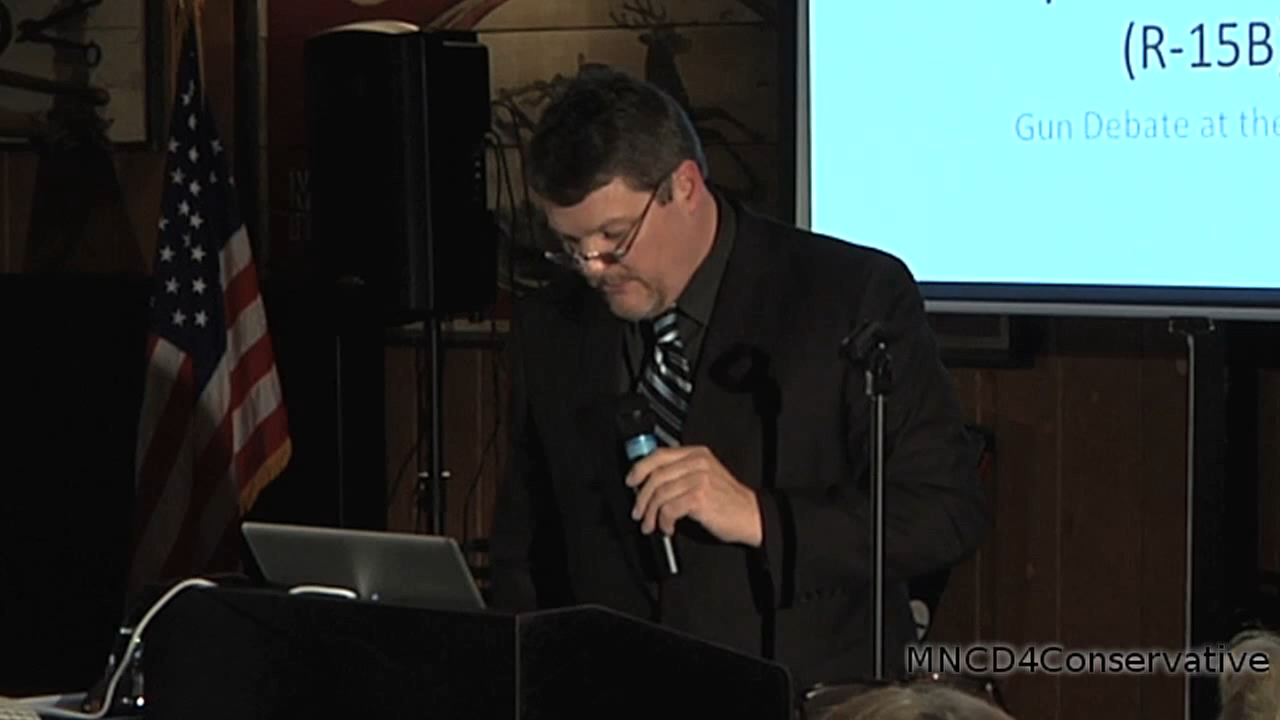 (R-15B
Gun Debate at the
MNCD4Conservative